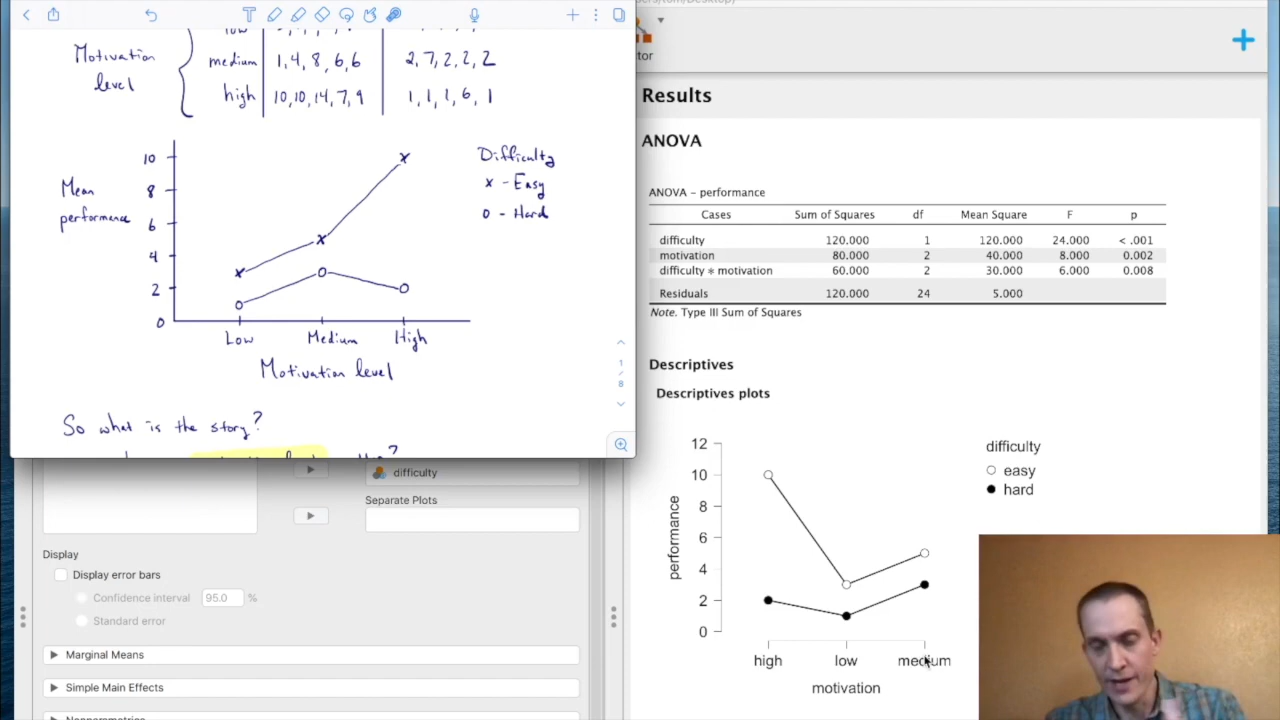 Motivation
level
medium 1, 4, 8, 6, 6 2, 7, 2, 2, 2
high 10, 10, 14, 7, 9 1, 1, 1, 6, 1
Mean
performance
10
8
6
4
2
0
Low Medium High
Motivation level
Difficulty
x - Easy
o - Hard
So what is the story?
1
/
8
difficulty
Separate Plots
Display
Display error bars
Confidence interval 95.0 %
Standard error
Marginal Means
Simple Main Effects
Results
ANOVA
ANOVA - performance
Cases Sum of Squares df Mean Square F p
difficulty 120.000 1 120.000 24.000 < .001
motivation 80.000 2 40.000 8.000 0.002
difficulty * motivation 60.000 2 30.000 6.000 0.008
Residuals 120.000 24 5.000
Note. Type III Sum of Squares
Descriptives
Descriptives plots
12
10
8
6
4
2
0
performance
high low medium
motivation
difficulty
easy
hard